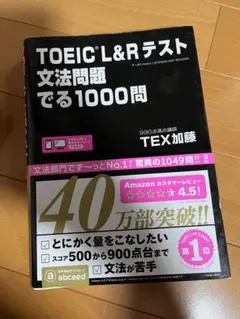 TOEIC® L&Rテスト
文法問題
でる1000問
990点満点講師
TEX加藤
文法部門でず〜っとNo.1! 驚異の1049問!!
Amazon カスタマーレビュー
★★★★★ 4.5!
40万部突破!!
第1位
とにかく量をこなしたい
スコア500から900点台まで
文法が苦手
abceed